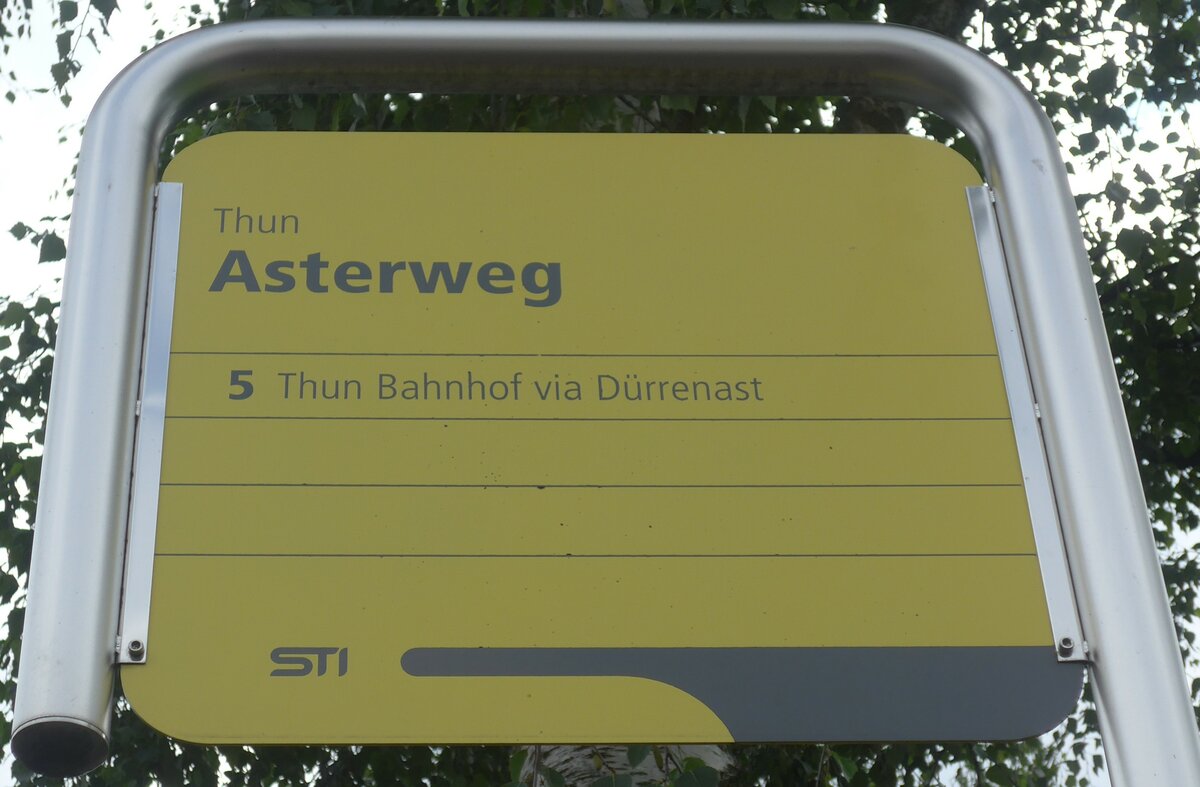 Thun
Asterweg
5 Thun Bahnhof via Dürrenast
STI